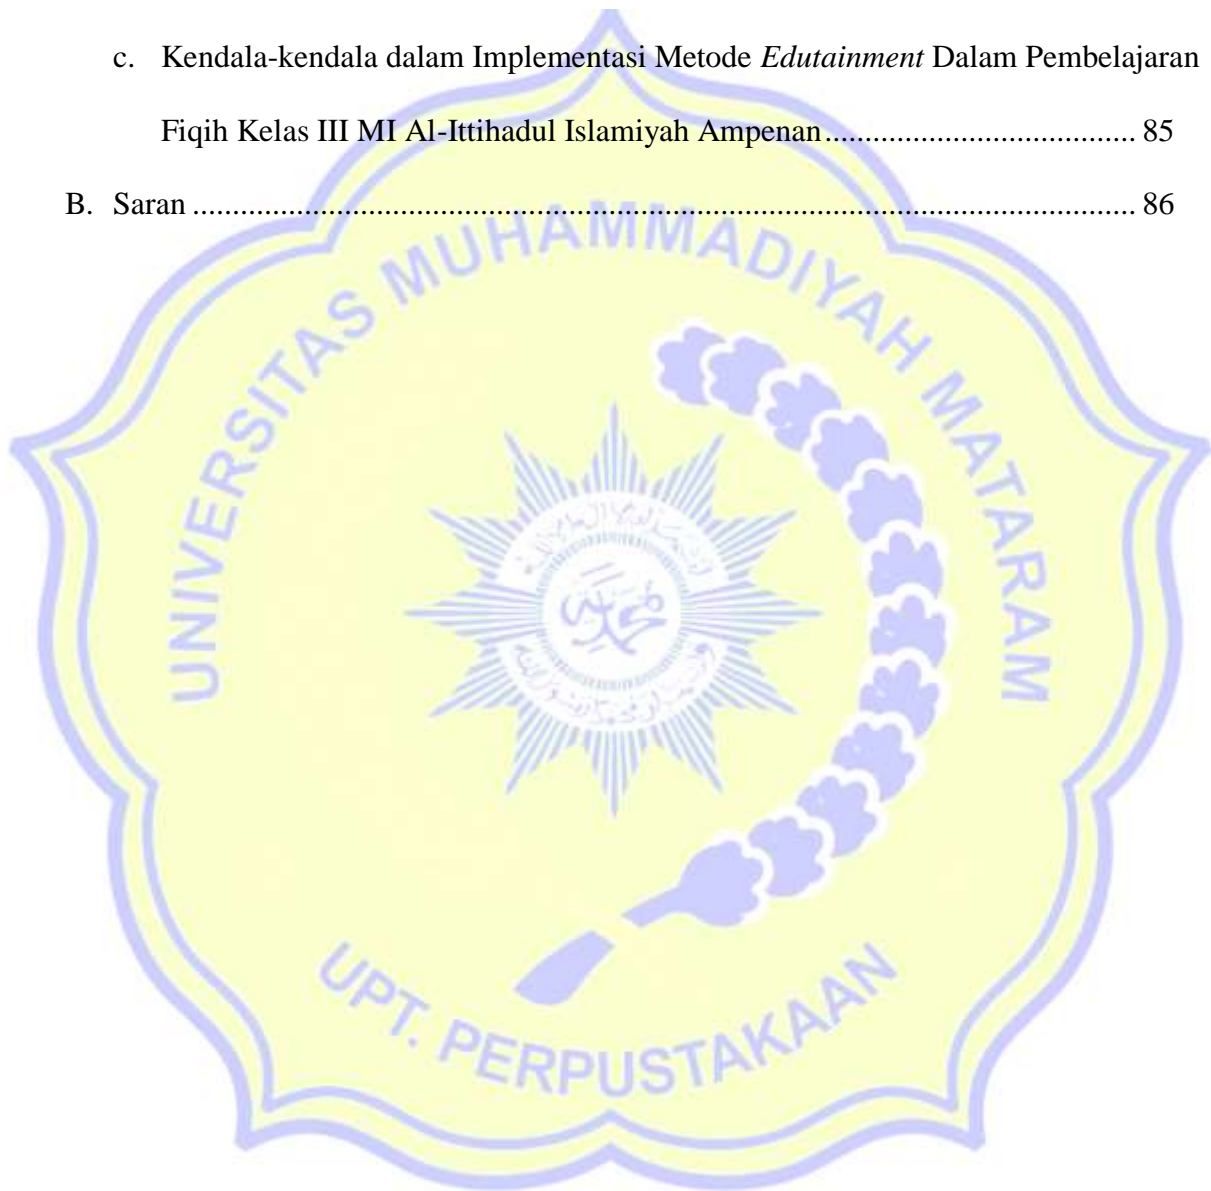 c. Kendala-kendala dalam Implementasi Metode Edutainment Dalam Pembelajaran
Fiqih Kelas III MI Al-Ittihadul Islamiyah Ampenan....................................... 85
B. Saran ...................................................................................................................... 86
UNIVERSITAS MUHAMMADIYAH MATARAM
UPT. PERPUSTAKAAN